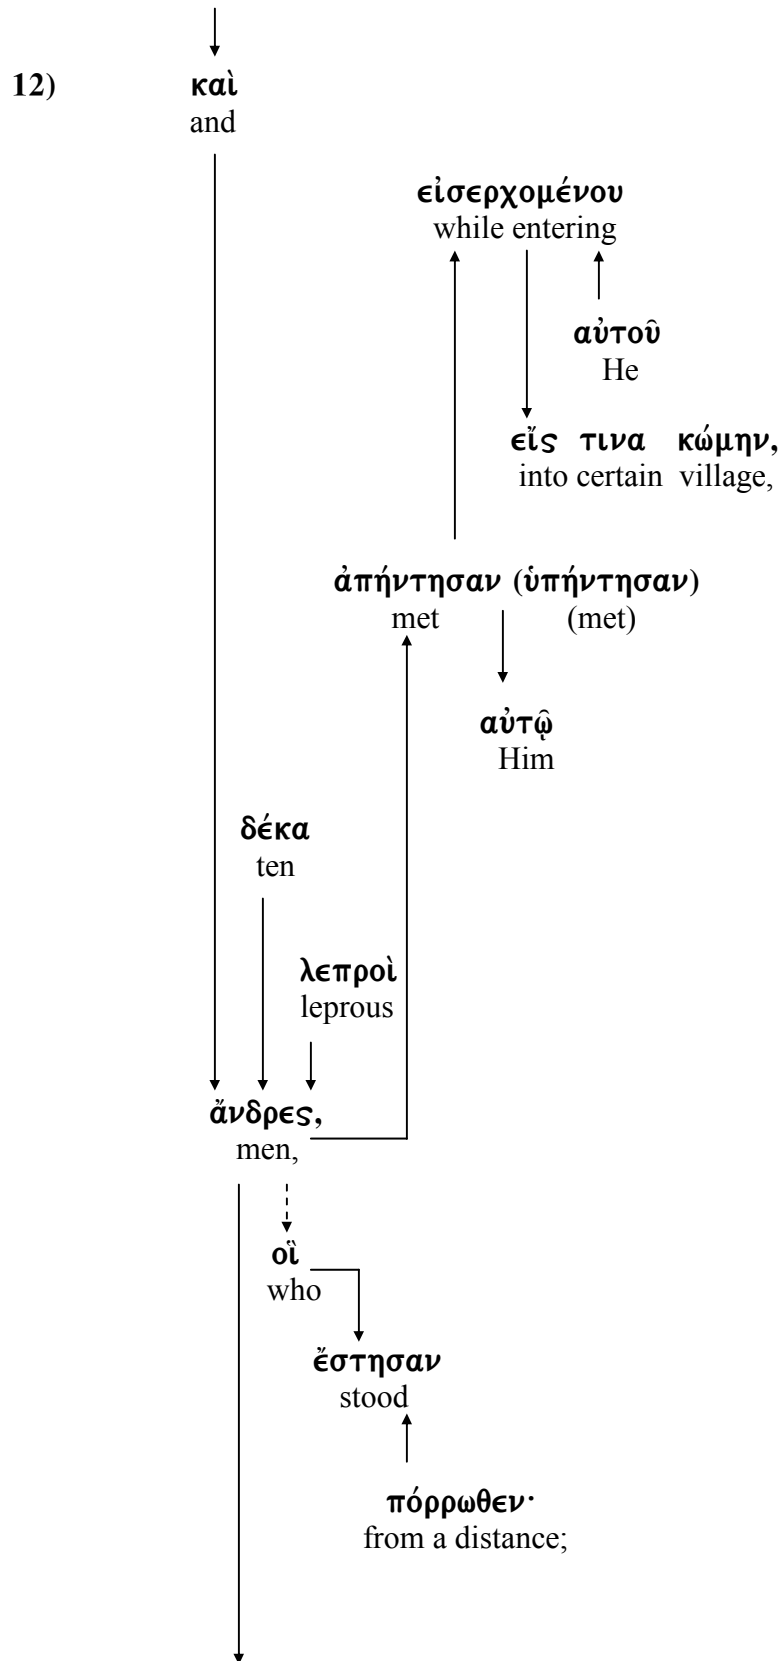 12) καὶ
and
εἰσερχομένου
while entering
αὐτοῦ
He
εἴς τινα κώμην,
into certain village,
ἀπήντησαν (ὑπήντησαν)
met (met)
αὐτῷ
Him
δέκα
ten
λεπροὶ
leprous
ἄνδρες,
men,
οἳ
who
ἔστησαν
stood
πόρρωθεν·
from a distance;